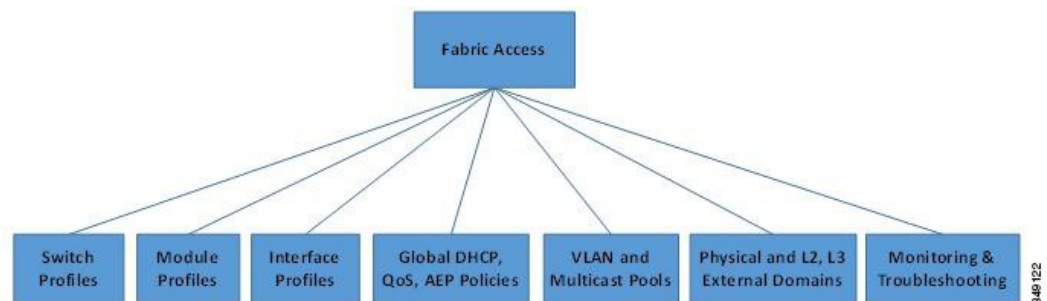 Fabric Access
Switch
Profiles
Module
Profiles
Interface
Profiles
Global DHCP,
QoS, AEP Policies
VLAN and
Multicast Pools
Physical and L2, L3
External Domains
Monitoring &
Troubleshooting
349122